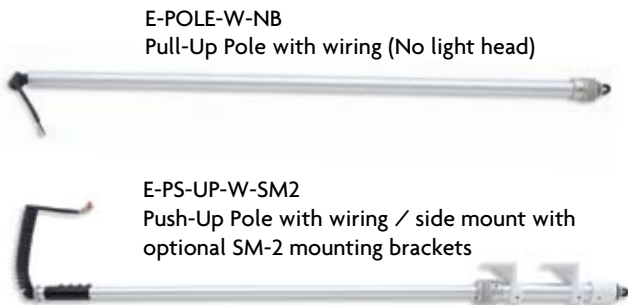 E-POLE-W-NB
Pull-Up Pole with wiring (No light head)
E-PS-UP-W-SM2
Push-Up Pole with wiring / side mount with
optional SM-2 mounting brackets